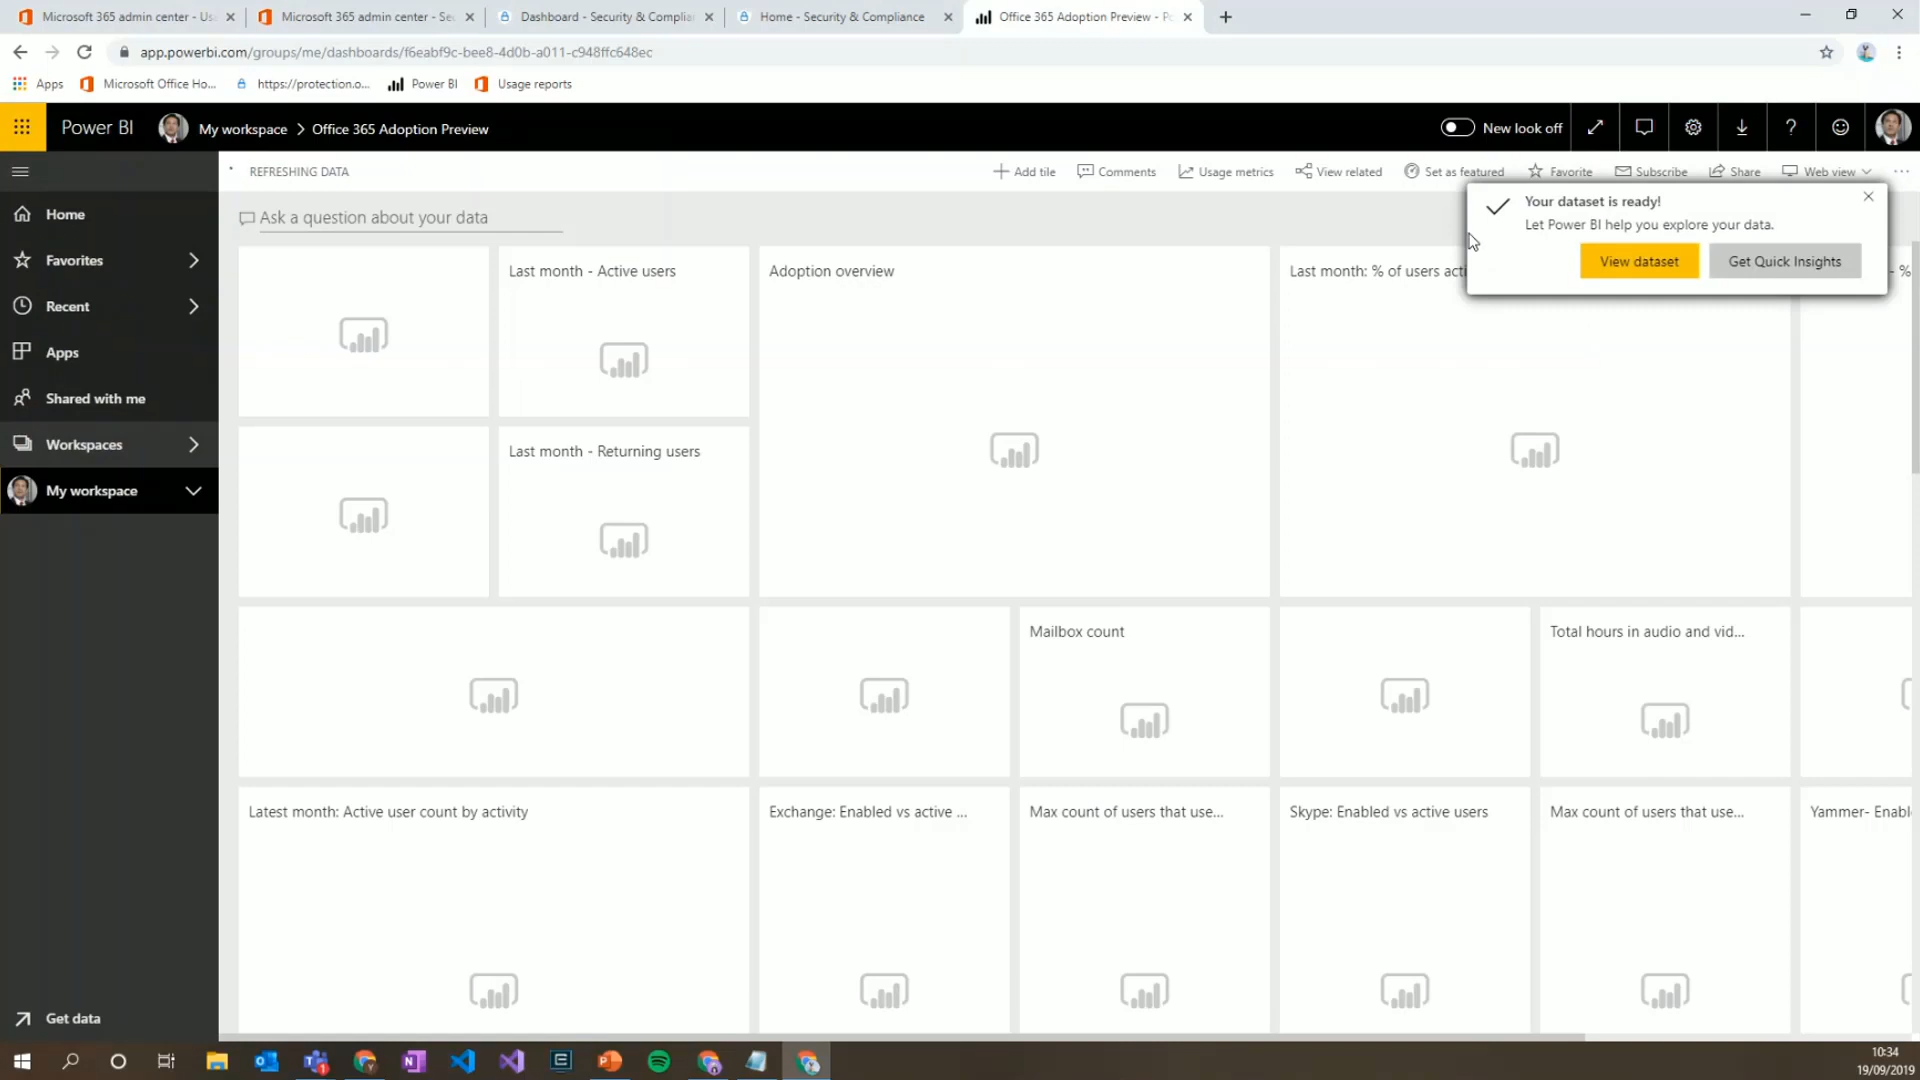 Microsoft 365 admin center - Us
Microsoft 365 admin center - Se
Dashboard - Security & Complia
Home - Security & Compliance
Office 365 Adoption Preview - Po
app.powerbi.com/groups/me/dashboards/f6eabf9c-bee8-4d0b-a011-c948ffc648ec
Apps
Microsoft Office Ho...
https://protection.o...
Power BI
Usage reports
Power BI
My workspace > Office 365 Adoption Preview
New look off
REFRESHING DATA
Add tile
Comments
Usage metrics
View related
Set as featured
Favorite
Subscribe
Share
Web view
Your dataset is ready!
Let Power BI help you explore your data.
View dataset
Get Quick Insights
Home
Favorites
Recent
Apps
Shared with me
Workspaces
My workspace
Get data
Ask a question about your data
Last month - Active users
Adoption overview
Last month: % of users acti
- %
Last month - Returning users
Mailbox count
Total hours in audio and vid...
Latest month: Active user count by activity
Exchange: Enabled vs active ...
Max count of users that use...
Skype: Enabled vs active users
Max count of users that use...
Yammer- Enabl
10:34
19/09/2019